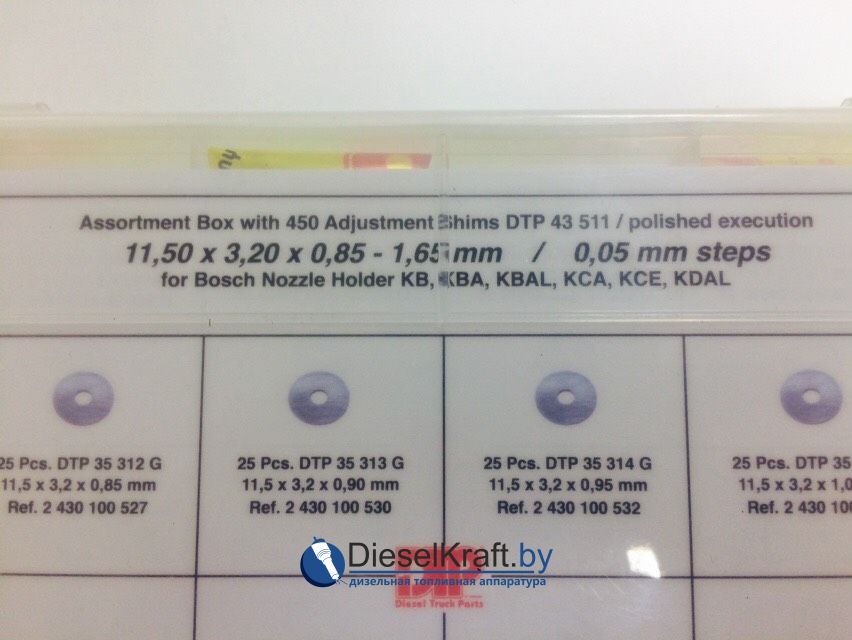 Assortment Box with 450 Adjustment Shims DTP 43 511 / polished execution
11,50 x 3,20 x 0,85 - 1,65 mm / 0,05 mm steps
for Bosch Nozzle Holder KB, KBA, KBAL, KCA, KCE, KDAL
25 Pcs. DTP 35 312 G
11,5 x 3,2 x 0,85 mm
Ref. 2 430 100 527
25 Pcs. DTP 35 313 G
11,5 x 3,2 x 0,90 mm
Ref. 2 430 100 530
25 Pcs. DTP 35 314 G
11,5 x 3,2 x 0,95 mm
Ref. 2 430 100 532
25 Pcs. DTP 35
11,5 x 3,2 x 1,0
Ref. 2 430 10
DieselKraft.by
дизельная топливная аппаратура
DTP
Diesel Truck Parts